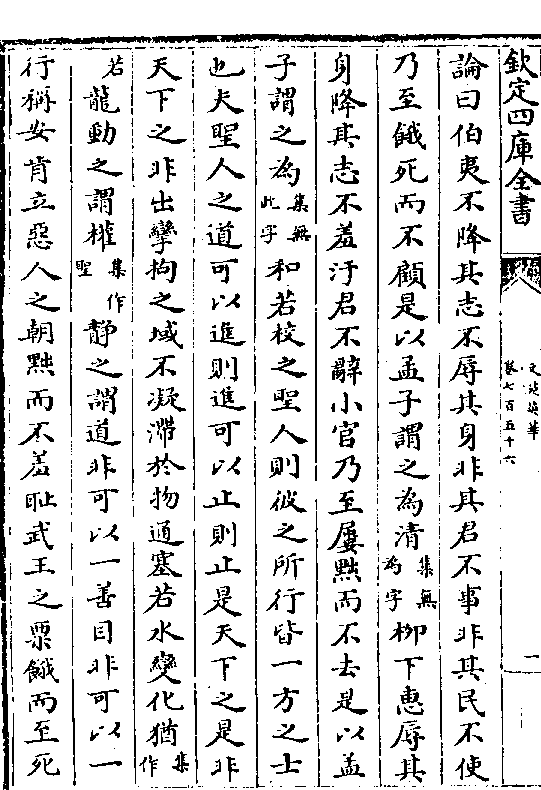 欽定四庫全書
文苑英華
卷七百五十六
一
論曰伯夷不降其志不辱其身非其君不事非其民不使
乃至餓死而不顧是以孟子謂之為清集無為字栁下惠辱其
身降其志不羞汙君不辭小官乃至屢黜而不去是以孟
子謂之為集無此字和若校之聖人則彼之所行皆一方之士
也夫聖人之道可以進則進可以止則止是天下之是非
天下之非出孿拘之域不凝滯於物通塞若水變化猶集作
若龍動之謂權集作聖静之謂道非可以一善目非可以一
行稱安肯立惡人之朝黜而不羞耻武王之粟餓而至死